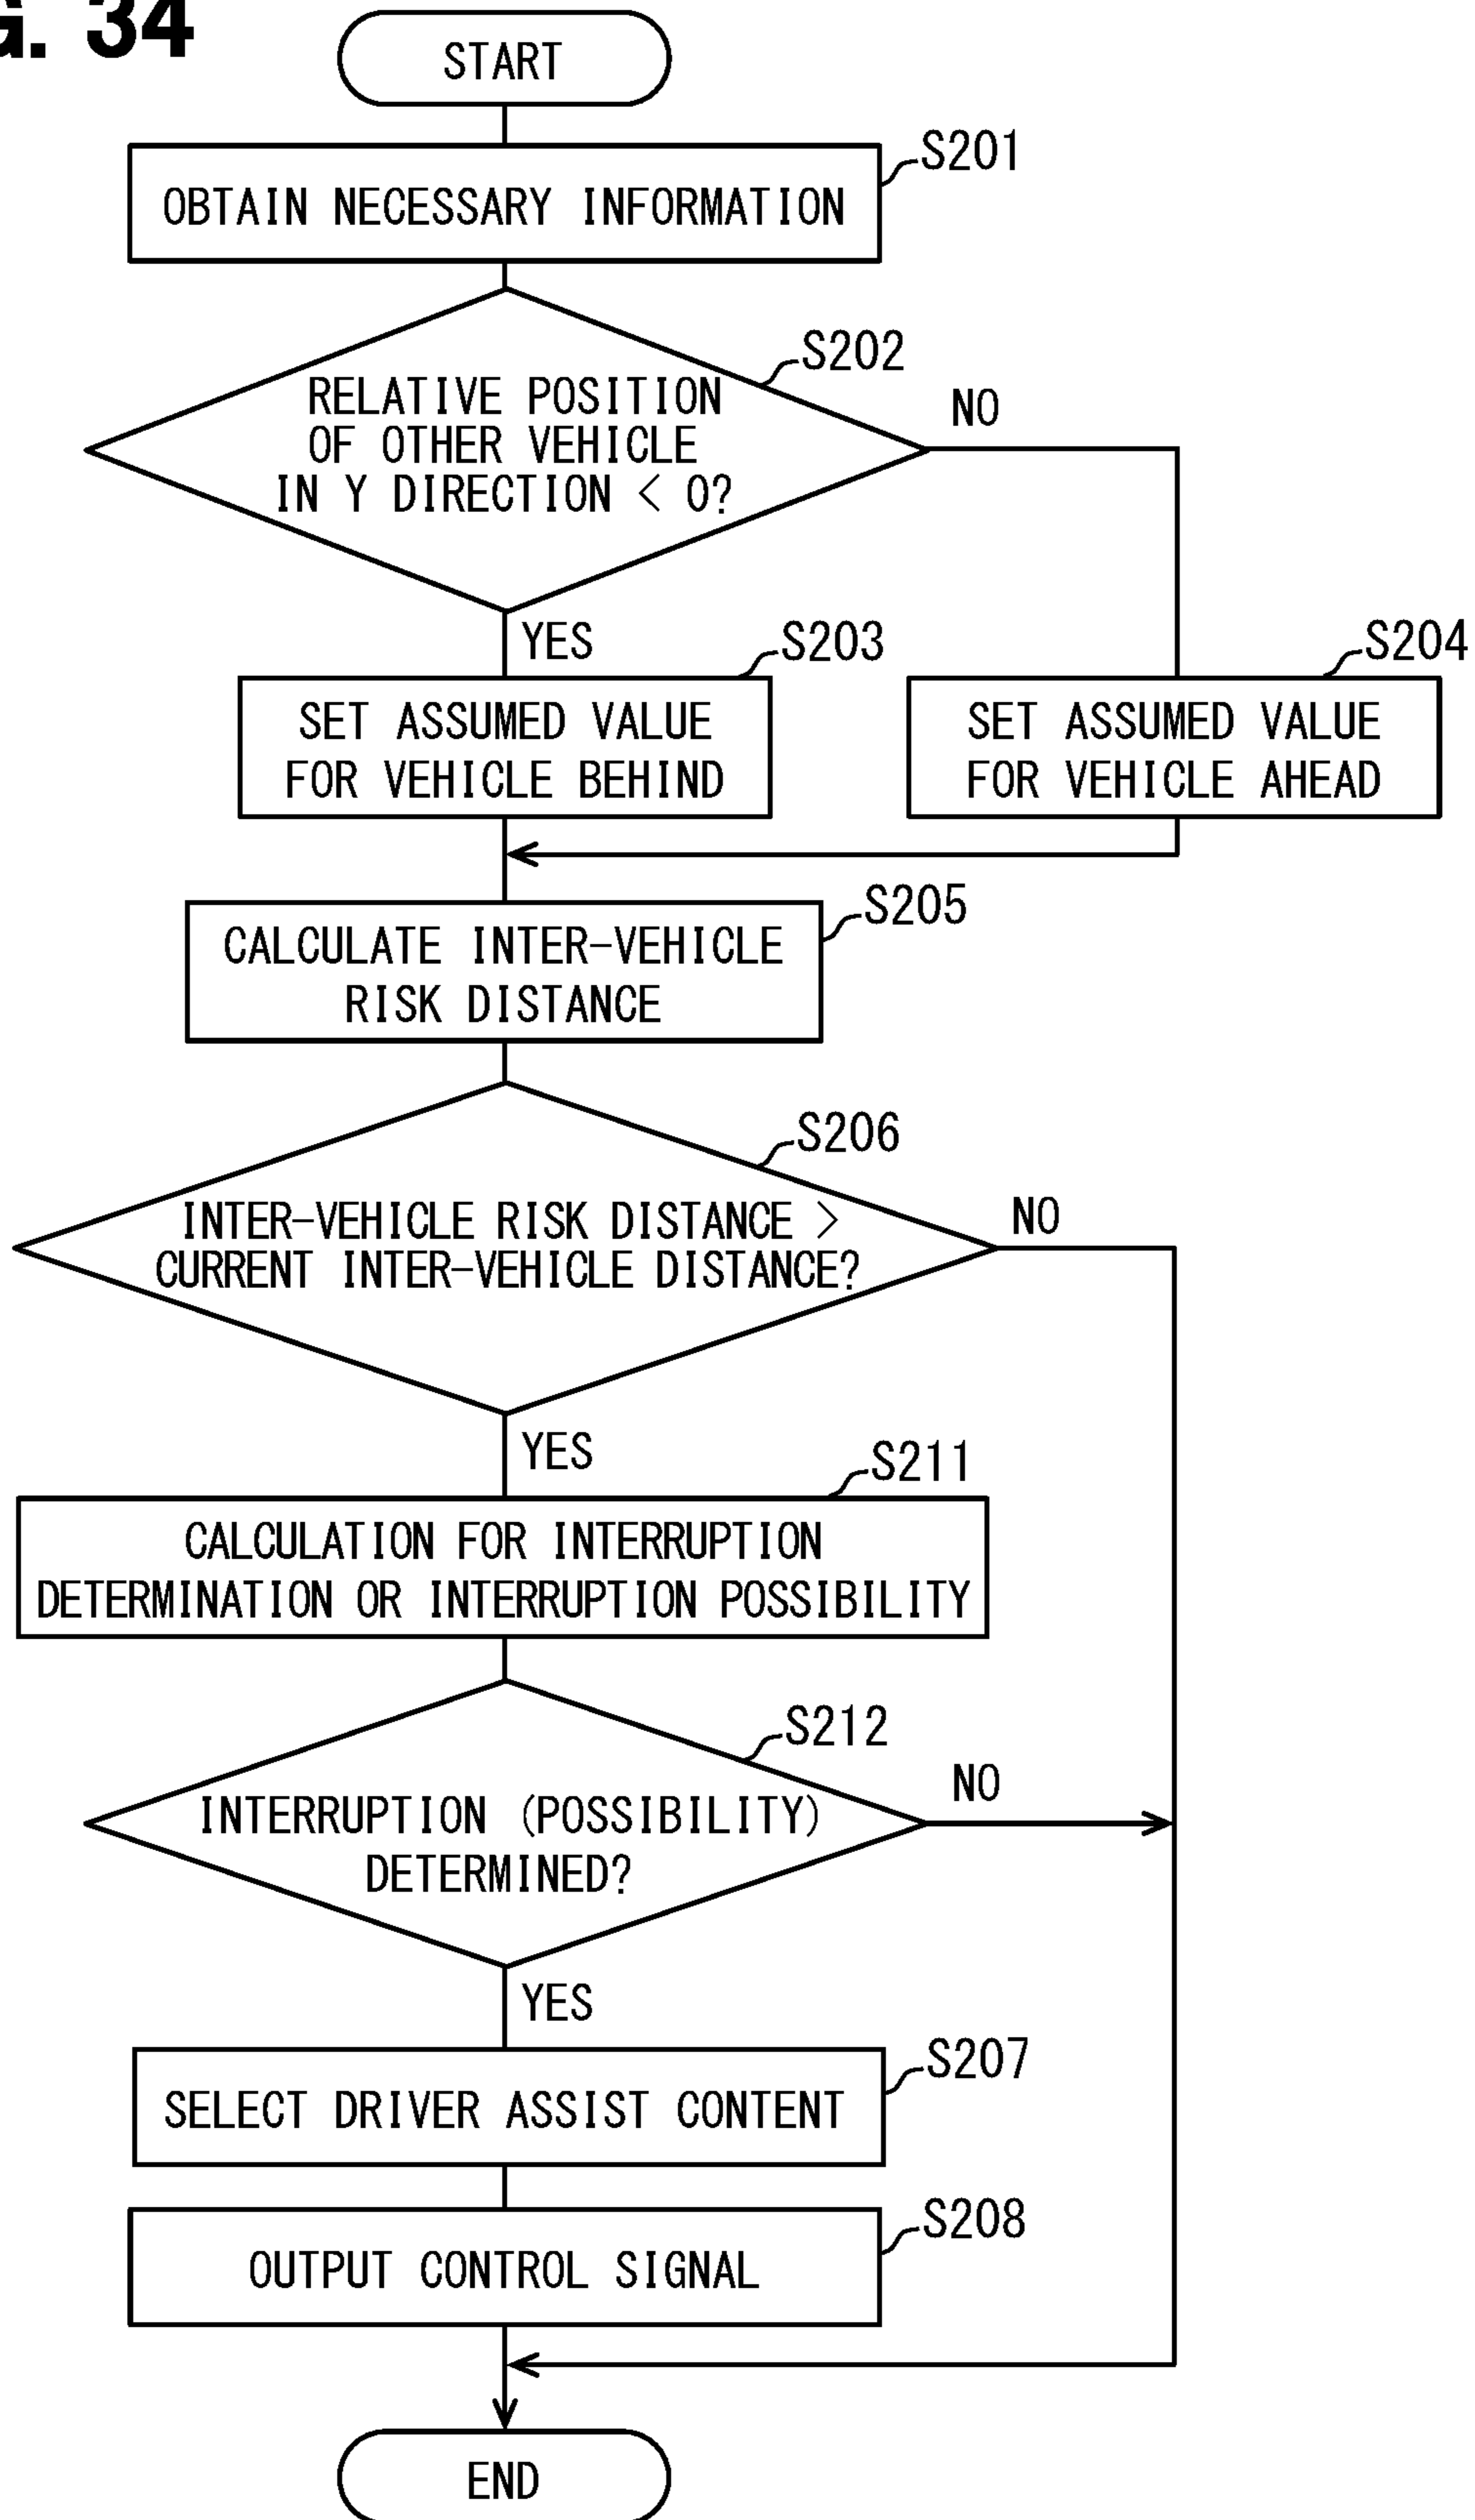 G. 34
START
S201
OBTAIN NECESSARY INFORMATION
S202
RELATIVE POSITION
OF OTHER VEHICLE
IN Y DIRECTION < 0?
NO
YES
S203
SET ASSUMED VALUE
FOR VEHICLE BEHIND
S204
SET ASSUMED VALUE
FOR VEHICLE AHEAD
S205
CALCULATE INTER-VEHICLE
RISK DISTANCE
S206
INTER-VEHICLE RISK DISTANCE >
CURRENT INTER-VEHICLE DISTANCE?
NO
YES
S211
CALCULATION FOR INTERRUPTION
DETERMINATION OR INTERRUPTION POSSIBILITY
S212
INTERRUPTION (POSSIBILITY)
DETERMINED?
NO
YES
S207
SELECT DRIVER ASSIST CONTENT
S208
OUTPUT CONTROL SIGNAL
END